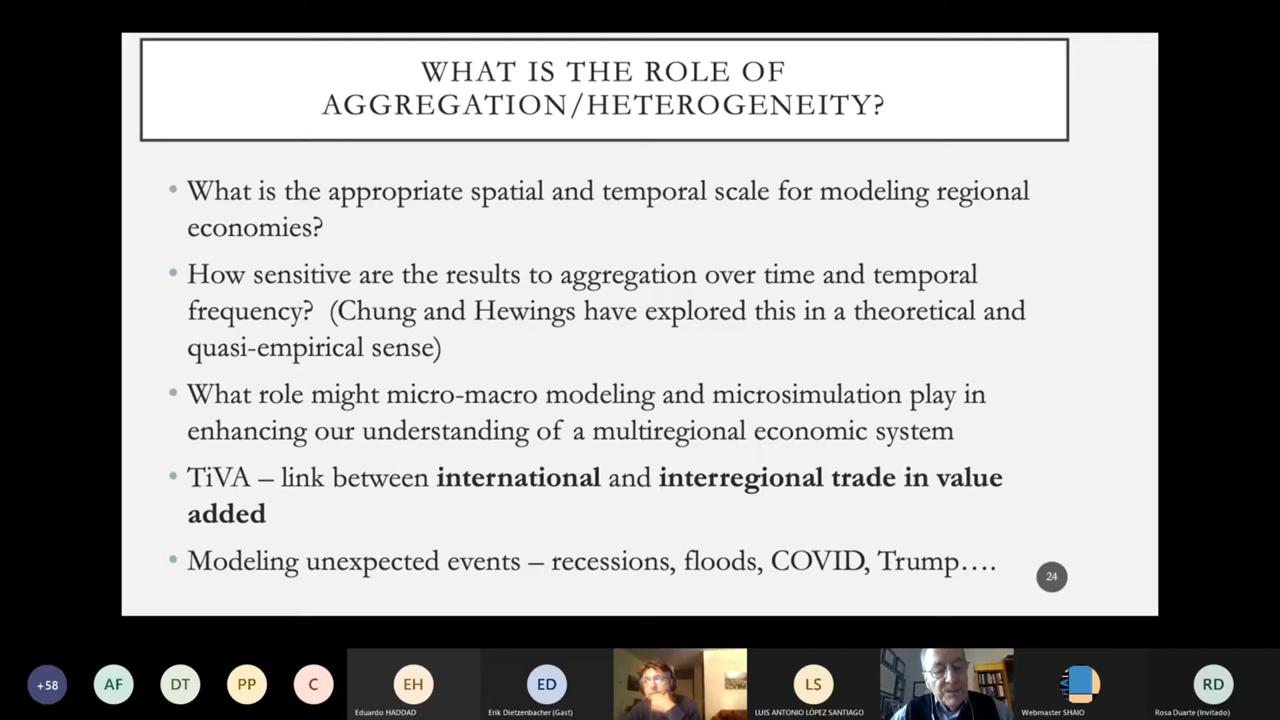 WHAT IS THE ROLE OF
AGGREGATION/HETEROGENEITY?
• What is the appropriate spatial and temporal scale for modeling regional
economies?
• How sensitive are the results to aggregation over time and temporal
frequency? (Chung and Hewings have explored this in a theoretical and
quasi-empirical sense)
• What role might micro-macro modeling and microsimulation play in
enhancing our understanding of a multiregional economic system
• TiVA – link between international and interregional trade in value
added
• Modeling unexpected events – recessions, floods, COVID, Trump….
24
+58
AF
DT
PP
C
EH
Eduardo HADDAD
ED
Erik Dietzenbacher (Gast)
LS
LUIS ANTONIO LÓPEZ SANTIAGO
Webmaster SHAIO
RD
Rosa Duarte (Invitado)